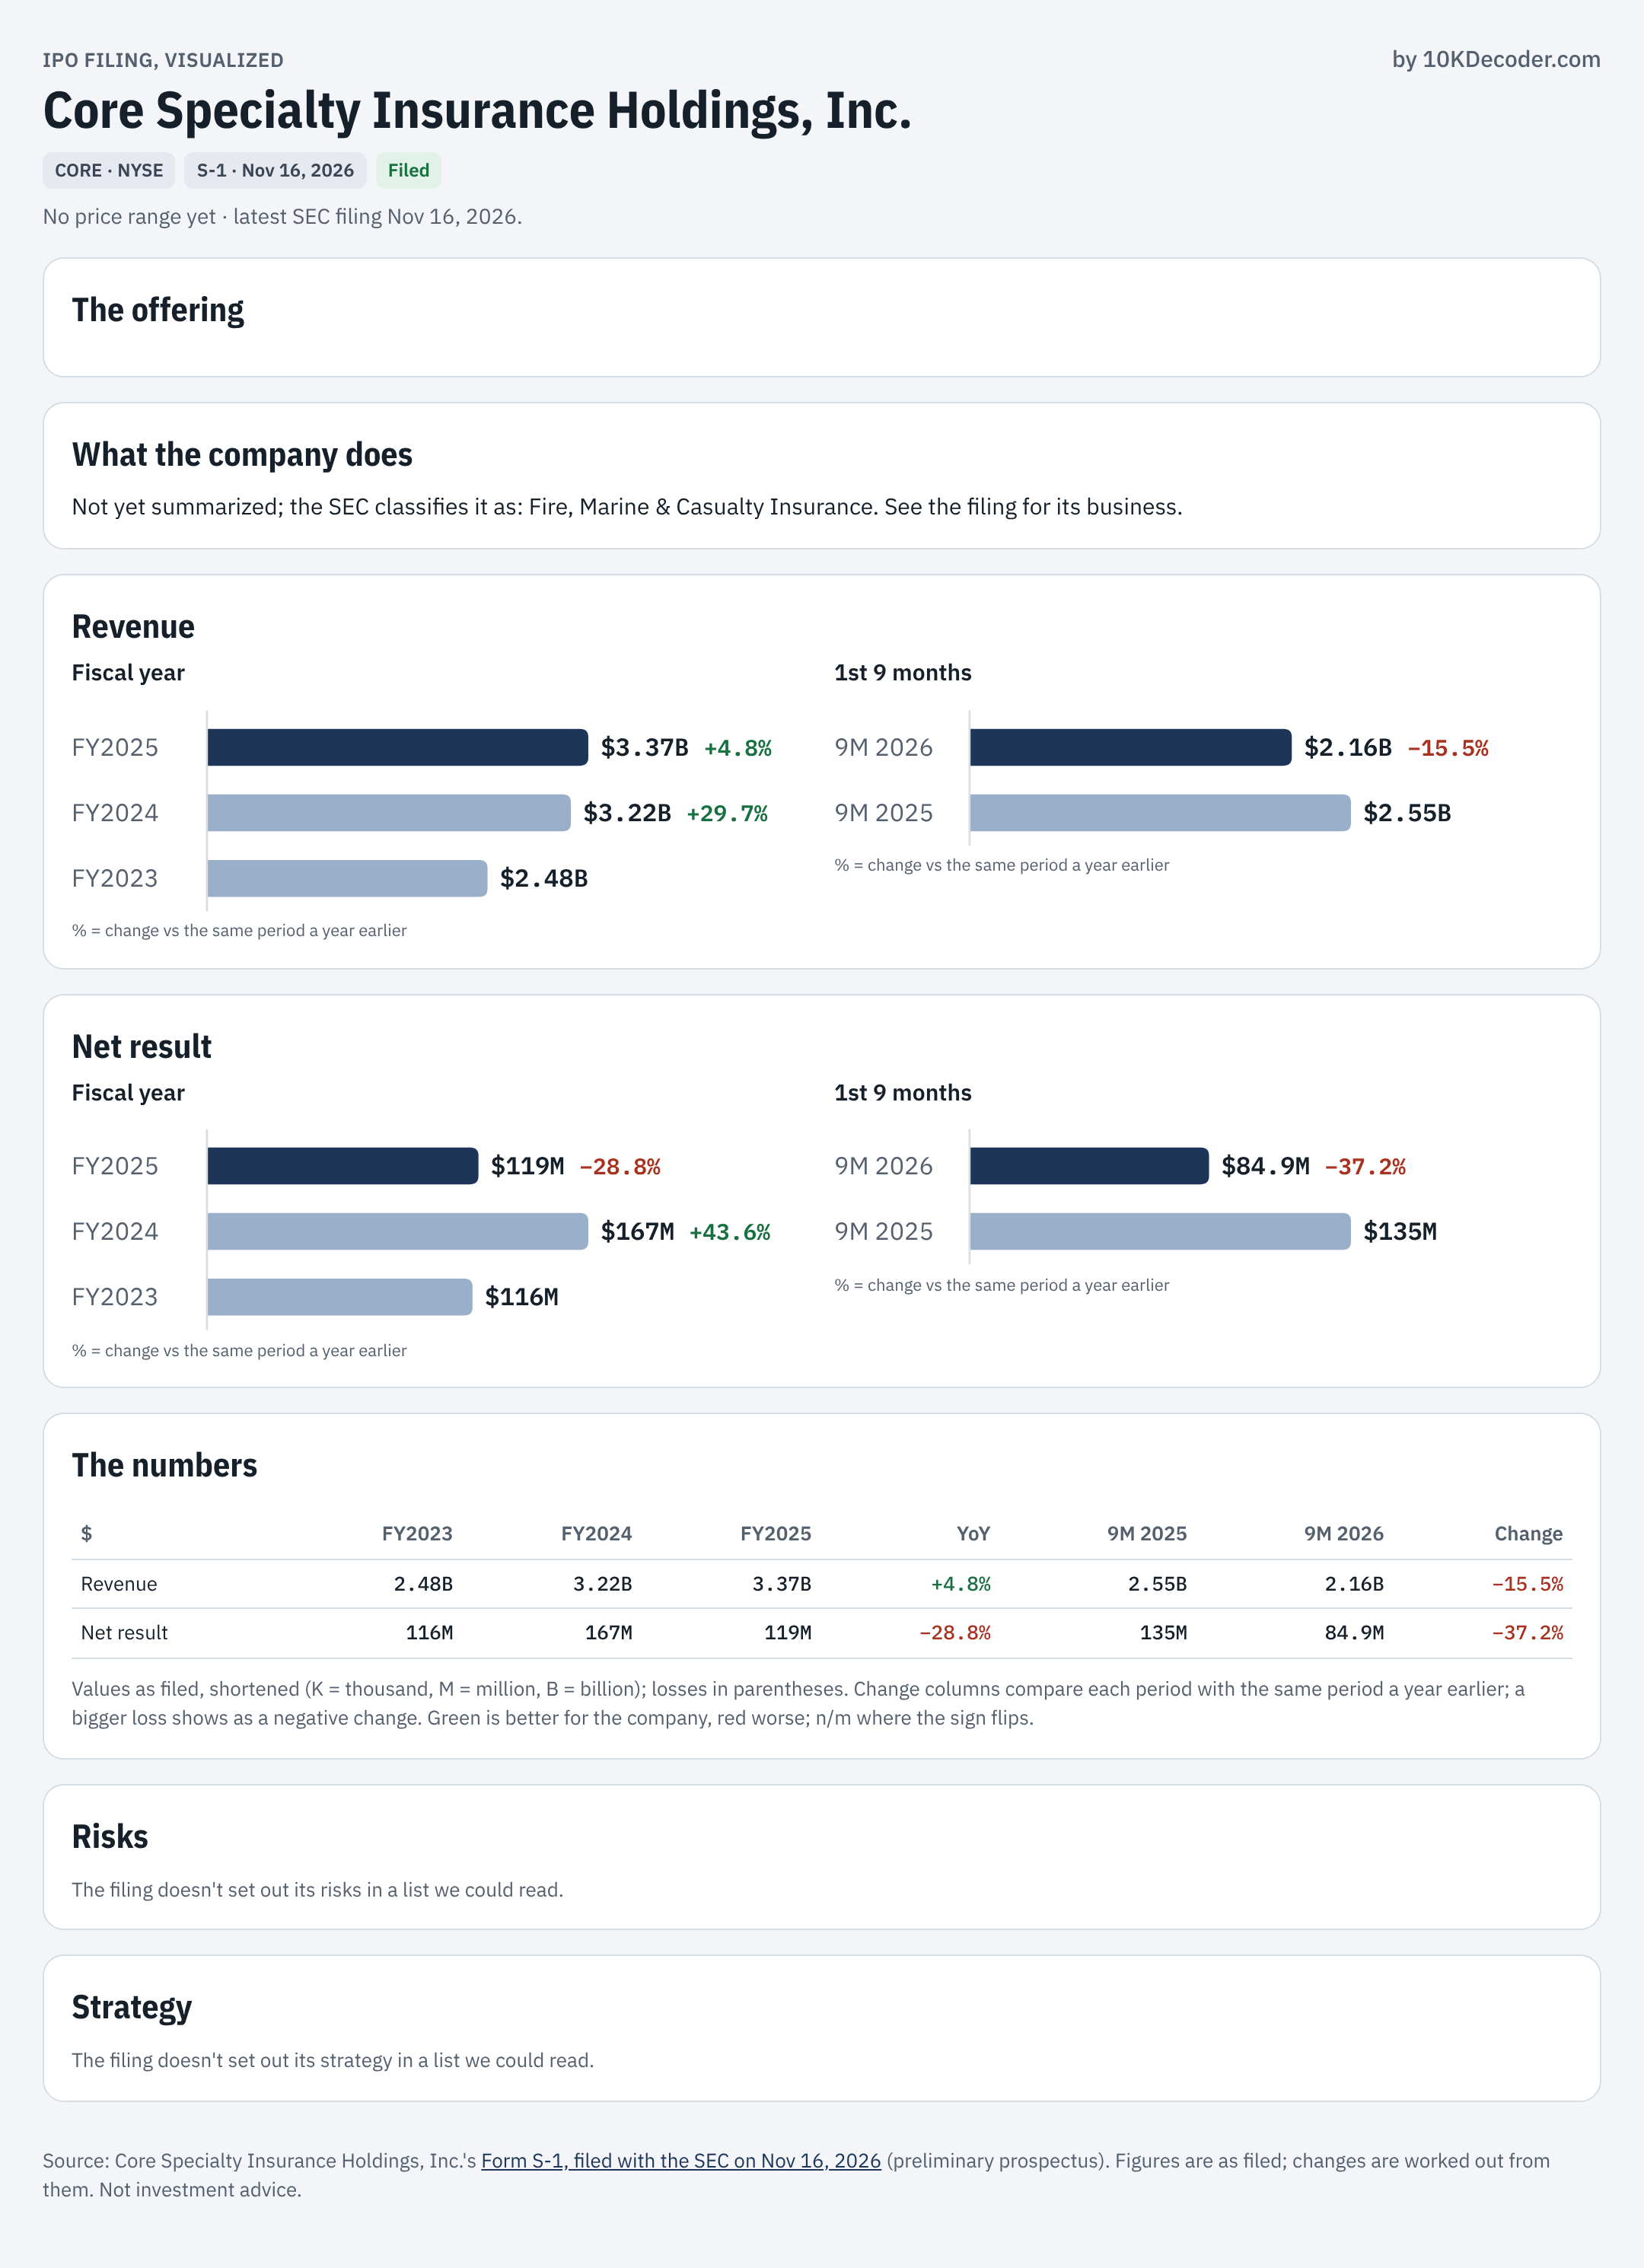 IPO FILING, VISUALIZED
by 10KDecoder.com
Core Specialty Insurance Holdings, Inc.
CORE · NYSE
S-1 · Nov 16, 2026
Filed
No price range yet · latest SEC filing Nov 16, 2026.
The offering
What the company does
Not yet summarized; the SEC classifies it as: Fire, Marine & Casualty Insurance. See the filing for its business.
Revenue
Fiscal year
FY2025 $3.37B +4.8%
FY2024 $3.22B +29.7%
FY2023 $2.48B
% = change vs the same period a year earlier
1st 9 months
9M 2026 $2.16B −15.5%
9M 2025 $2.55B
% = change vs the same period a year earlier
Net result
Fiscal year
FY2025 $119M −28.8%
FY2024 $167M +43.6%
FY2023 $116M
% = change vs the same period a year earlier
1st 9 months
9M 2026 $84.9M −37.2%
9M 2025 $135M
% = change vs the same period a year earlier
The numbers
$ FY2023 FY2024 FY2025 YoY 9M 2025 9M 2026 Change
Revenue 2.48B 3.22B 3.37B +4.8% 2.55B 2.16B −15.5%
Net result 116M 167M 119M −28.8% 135M 84.9M −37.2%
Values as filed, shortened (K = thousand, M = million, B = billion); losses in parentheses. Change columns compare each period with the same period a year earlier; a
bigger loss shows as a negative change. Green is better for the company, red worse; n/m where the sign flips.
Risks
The filing doesn't set out its risks in a list we could read.
Strategy
The filing doesn't set out its strategy in a list we could read.
Source: Core Specialty Insurance Holdings, Inc.'s Form S-1, filed with the SEC on Nov 16, 2026 (preliminary prospectus). Figures are as filed; changes are worked out from
them. Not investment advice.